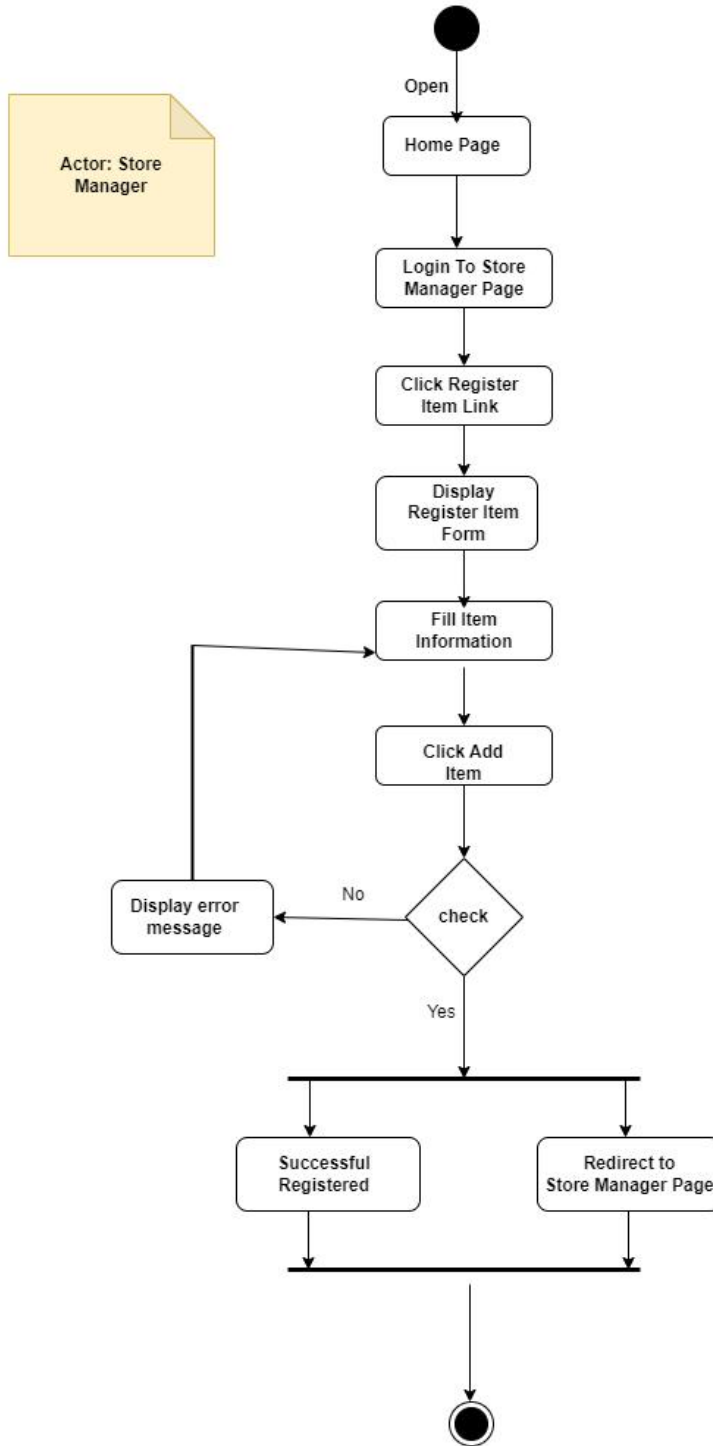 Open
Actor: Store
Manager
Home Page
Login To Store
Manager Page
Click Register
Item Link
Display
Register Item
Form
Fill Item
Information
Click Add
Item
check
No
Display error
message
Yes
Successful
Registered
Redirect to
Store Manager Page